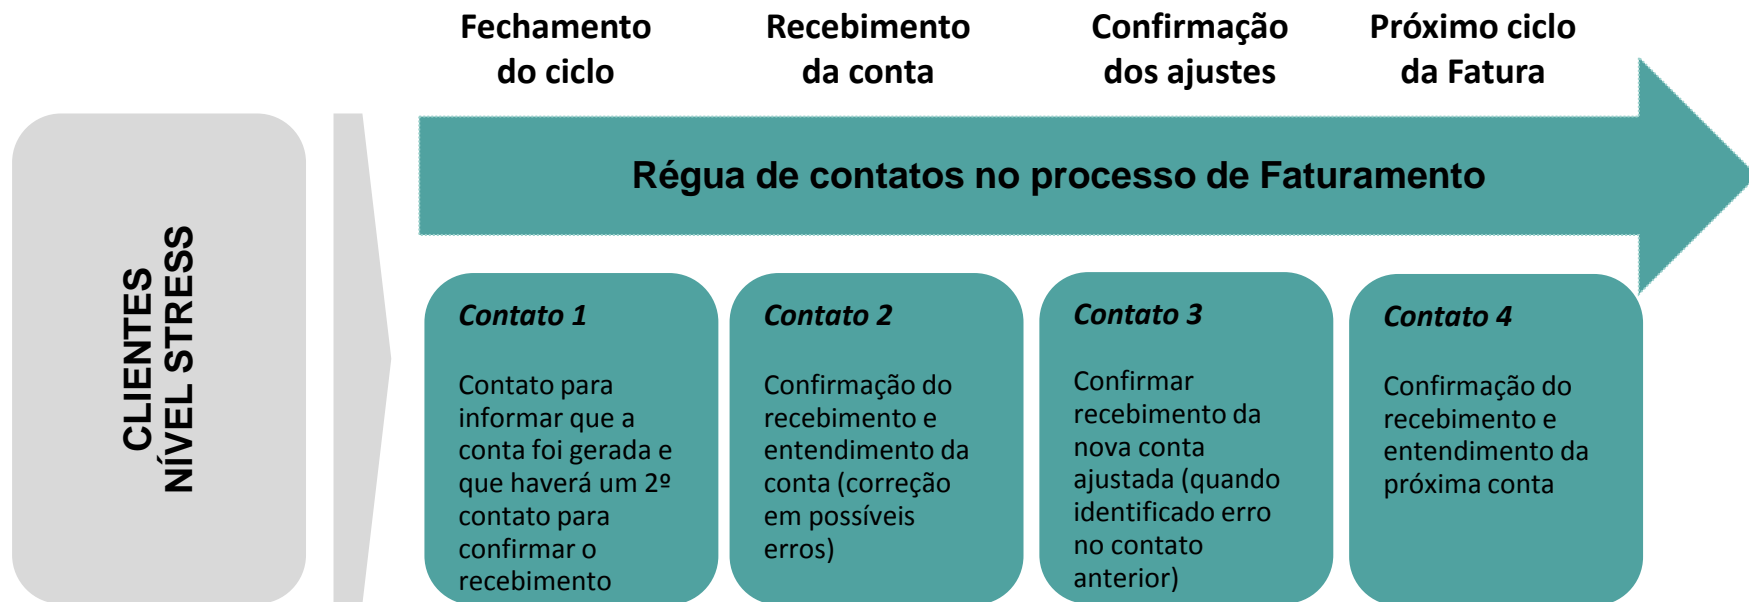 Fechamento
do ciclo
Recebimento
da conta
Confirmação
dos ajustes
Próximo ciclo
da Fatura
Régua de contatos no processo de Faturamento
CLIENTES
NÍVEL STRESS
Contato 1
Contato para
informar que a
conta foi gerada e
que haverá um 2º
contato para
confirmar o
recebimento
Contato 2
Confirmação do
recebimento e
entendimento da
conta (correção
em possíveis
erros)
Contato 3
Confirmar
recebimento da
nova conta
ajustada (quando
identificado erro
no contato
anterior)
Contato 4
Confirmação do
recebimento e
entendimento da
próxima conta